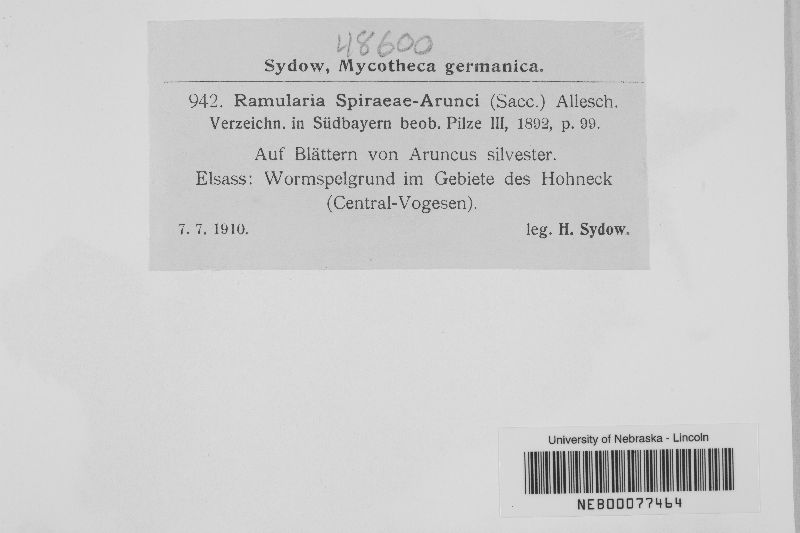 48600
Sydow, Mycotheca germanica.
942. Ramularia Spiraeae-Arunci (Sacc.) Allesch.
Verzeichn. in Südbayern beob. Pilze III, 1892, p. 99.
Auf Blättern von Aruncus silvester.
Elsass: Wormspelgrund im Gebiete des Hohneck
(Central-Vogesen).
7. 7. 1910. leg. H. Sydow.
University of Nebraska - Lincoln
NEB00077464